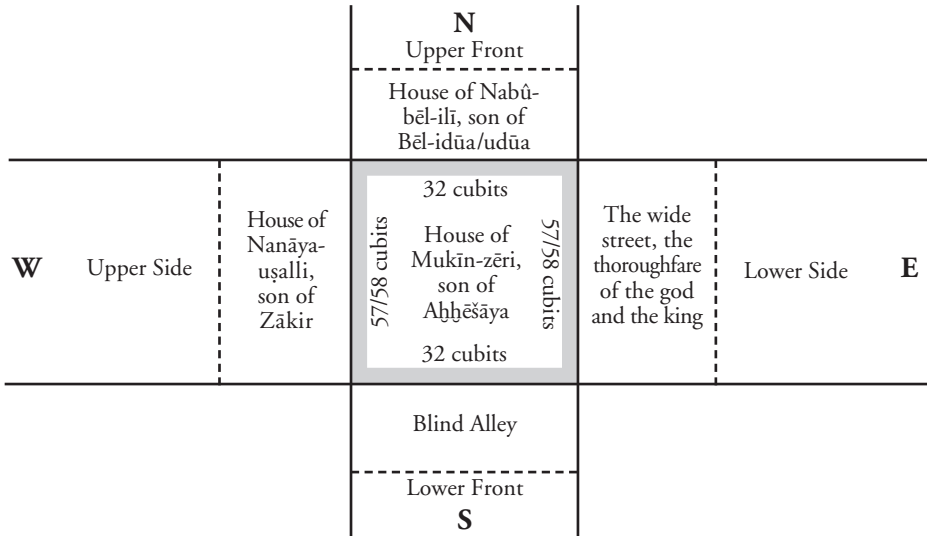 N
Upper Front
House of Nabû-
bēl-ilī, son of
Bēl-idūa/udūa
W
Upper Side
House of
Nanāya-
uṣalli,
son of
Zākir
32 cubits
57/58 cubits
House of
Mukīn-zēri,
son of
Aḫḫēšāya
57/58 cubits
32 cubits
The wide
street, the
thoroughfare
of the god
and the king
Lower Side
E
Blind Alley
Lower Front
S